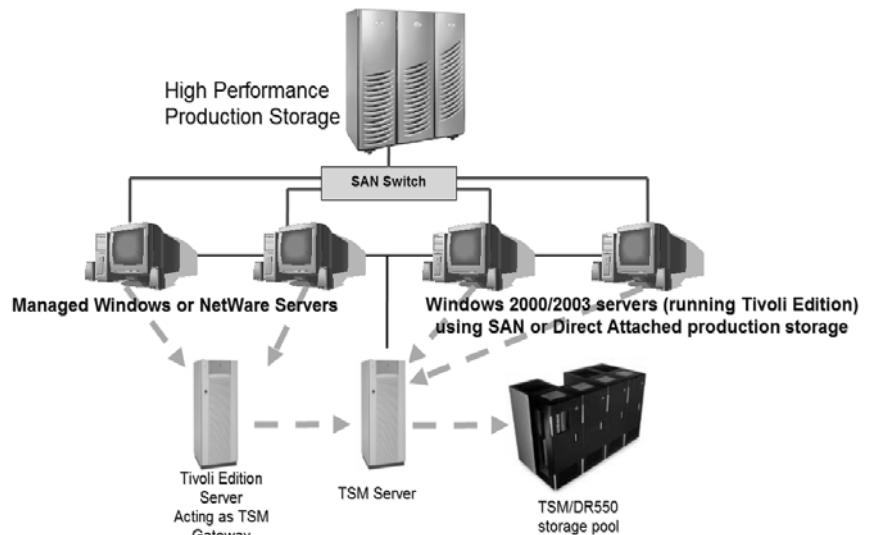 High Performance
Production Storage
SAN Switch
Managed Windows or NetWare Servers
Windows 2000/2003 servers (running Tivoli Edition)
using SAN or Direct Attached production storage
Tivoli Edition
Server
Acting as TSM
Gateway
TSM Server
TSM/DR550
storage pool